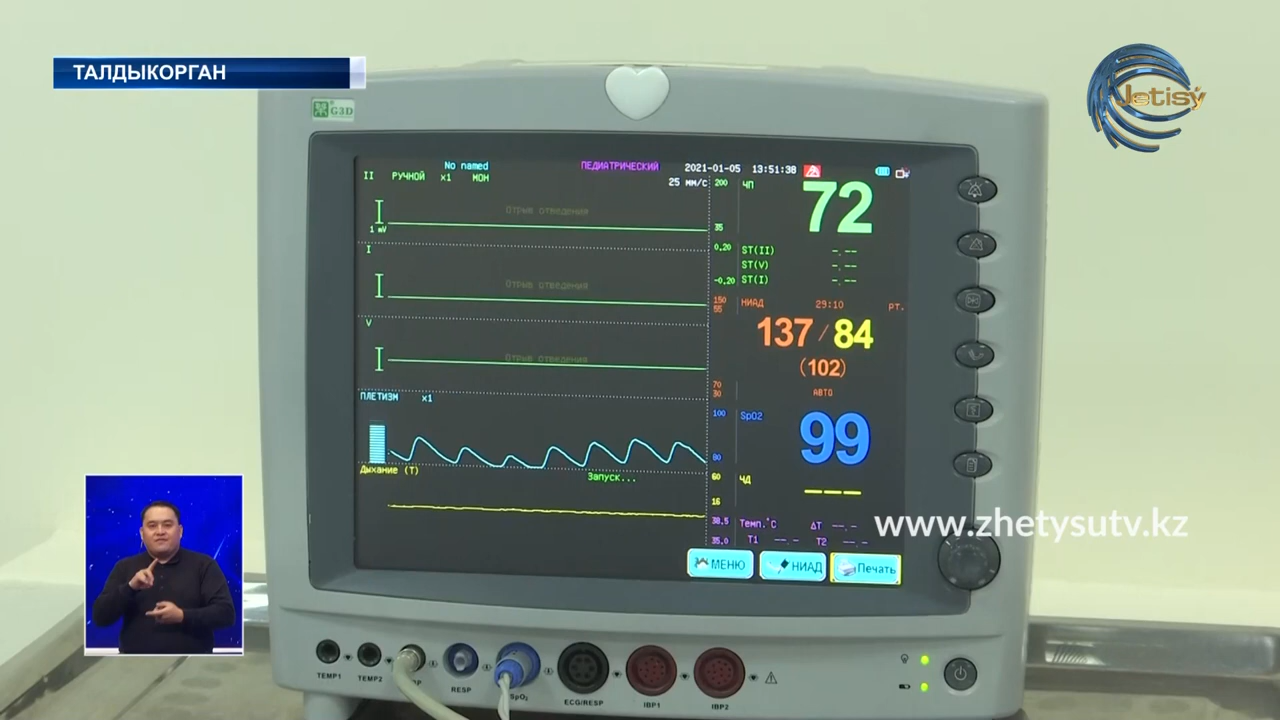 ТАЛДЫКОРГАН
Jetisý
G3D
No named
ПЕДИАТРИЧЕСКИЙ
2021-01-05 13:51:38
II РУЧНОЙ x1 МОН
25 ММ/С
200 ЧП
72
Отрыв отведения
1 мV
35
I
0.20 ST(II) -.--
ST(V) -.--
-0.20 ST(I) -.--
Отрыв отведения
150 НИАД 29:10 рт.
55
V
137 / 84
Отрыв отведения
(102)
70
30 АВТО
ПЛЕТИЗМ x1
100 SpO2
99
80
Дыхание (Т)
Запуск...
60 ЧД
16
38.5 Темп.°C ΔT --.-
35.0 T1 --.- T2 --.-
www.zhetysutv.kz
МЕНЮ НИАД Печать
TEMP1 TEMP2 RESP SpO₂ ECG/RESP IBP1 IBP2